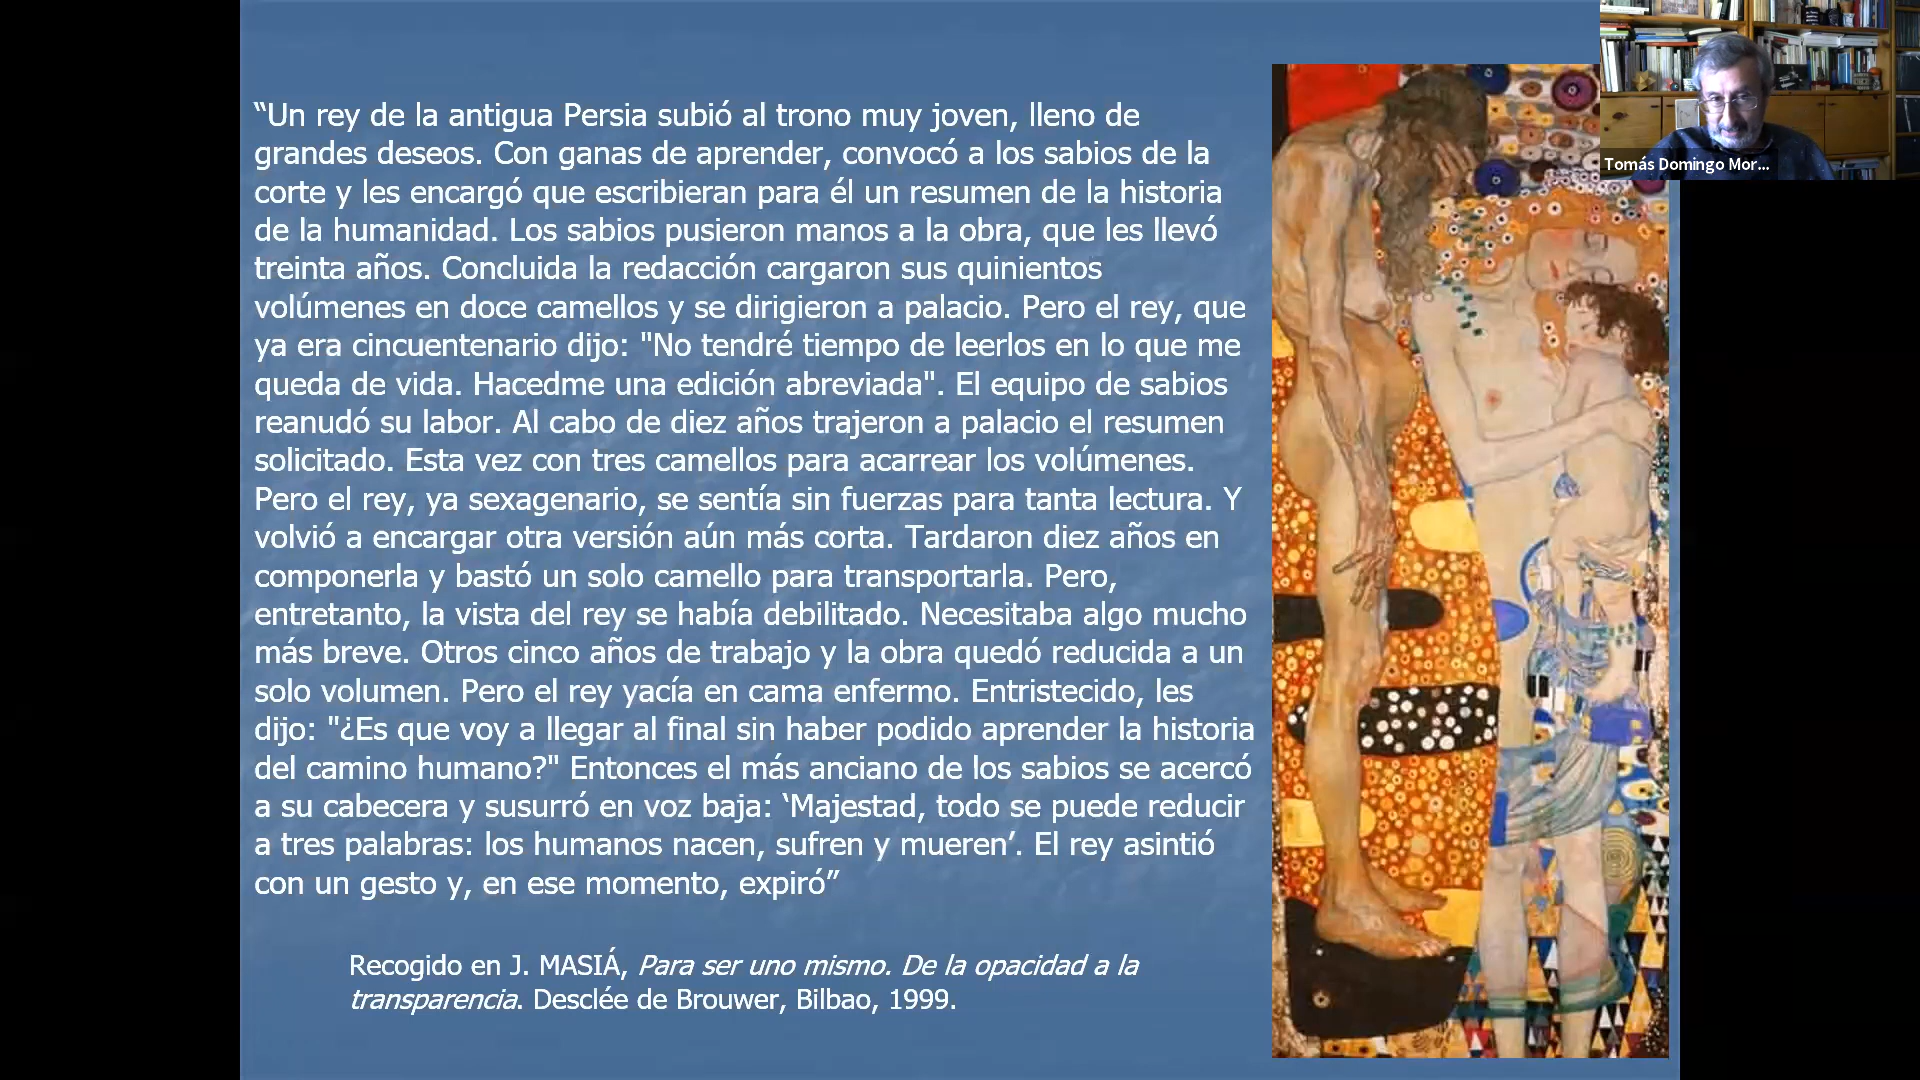 “Un rey de la antigua Persia subió al trono muy joven, lleno de
grandes deseos. Con ganas de aprender, convocó a los sabios de la
corte y les encargó que escribieran para él un resumen de la historia
de la humanidad. Los sabios pusieron manos a la obra, que les llevó
treinta años. Concluida la redacción cargaron sus quinientos
volúmenes en doce camellos y se dirigieron a palacio. Pero el rey, que
ya era cincuentenario dijo: "No tendré tiempo de leerlos en lo que me
queda de vida. Hacedme una edición abreviada". El equipo de sabios
reanudó su labor. Al cabo de diez años trajeron a palacio el resumen
solicitado. Esta vez con tres camellos para acarrear los volúmenes.
Pero el rey, ya sexagenario, se sentía sin fuerzas para tanta lectura. Y
volvió a encargar otra versión aún más corta. Tardaron diez años en
componerla y bastó un solo camello para transportarla. Pero,
entretanto, la vista del rey se había debilitado. Necesitaba algo mucho
más breve. Otros cinco años de trabajo y la obra quedó reducida a un
solo volumen. Pero el rey yacía en cama enfermo. Entristecido, les
dijo: "¿Es que voy a llegar al final sin haber podido aprender la historia
del camino humano?" Entonces el más anciano de los sabios se acercó
a su cabecera y susurró en voz baja: ‘Majestad, todo se puede reducir
a tres palabras: los humanos nacen, sufren y mueren’. El rey asintió
con un gesto y, en ese momento, expiró”
Recogido en J. MASIÁ, Para ser uno mismo. De la opacidad a la
transparencia. Desclée de Brouwer, Bilbao, 1999.
Tomás Domingo Mor...